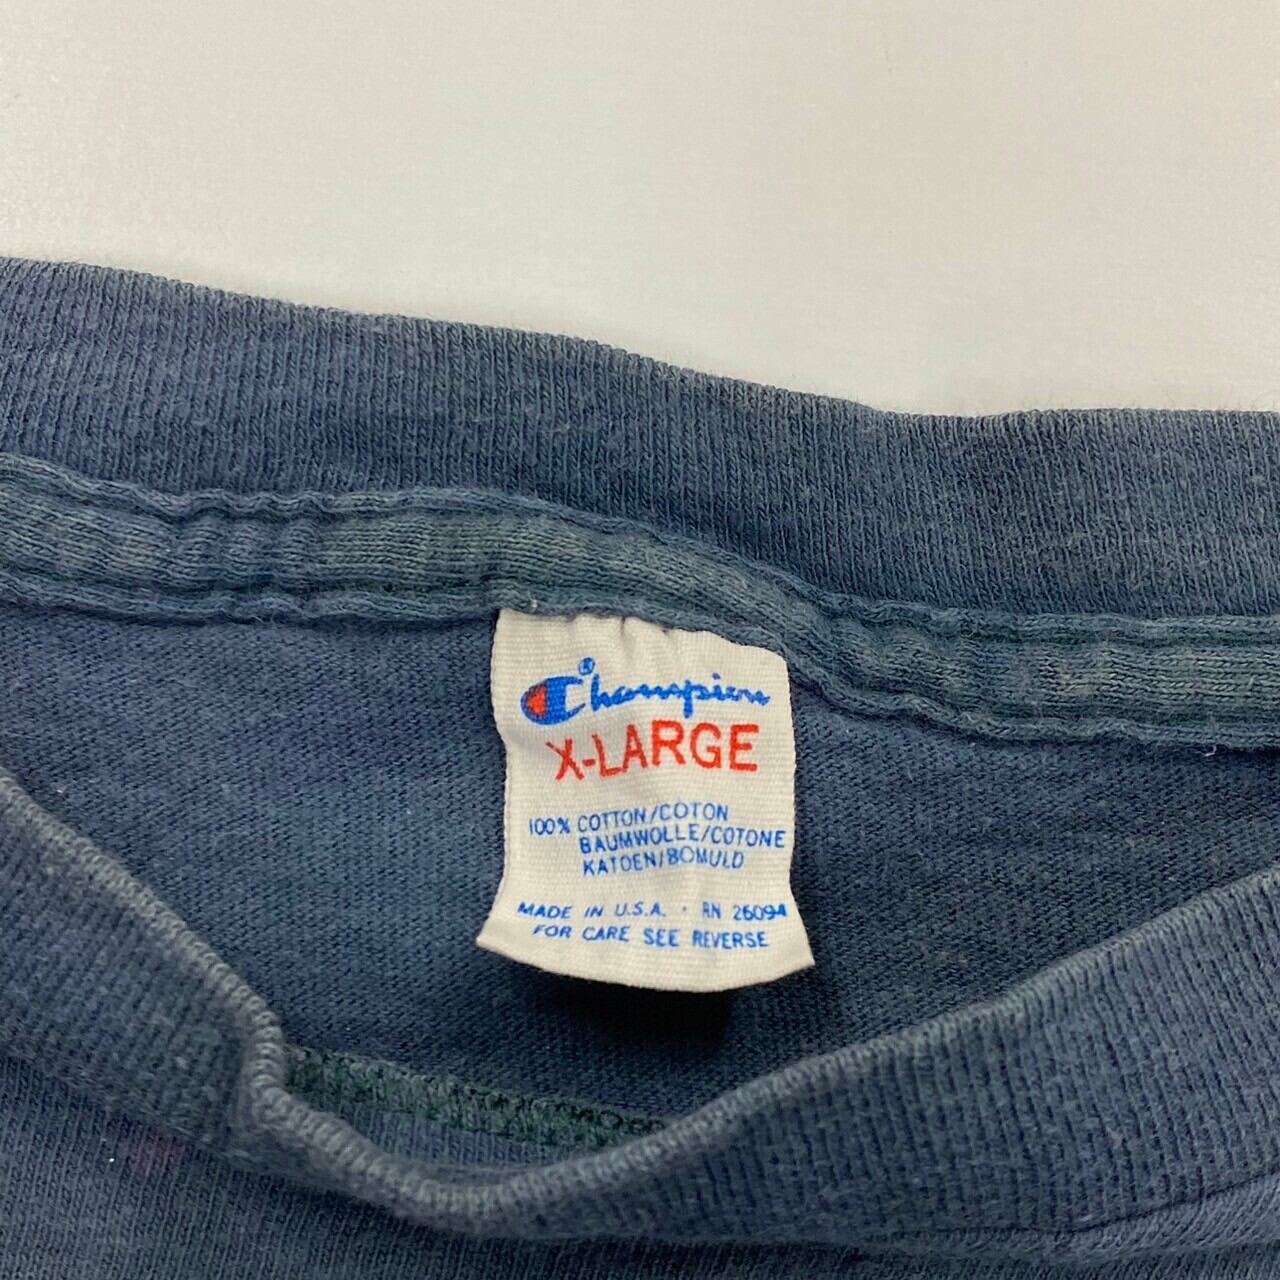 Champion®
X-LARGE
100% COTTON/COTON
BAUMWOLLE/COTONE
KATOEN/BOMULD
MADE IN U.S.A. · RN 26094
FOR CARE SEE REVERSE